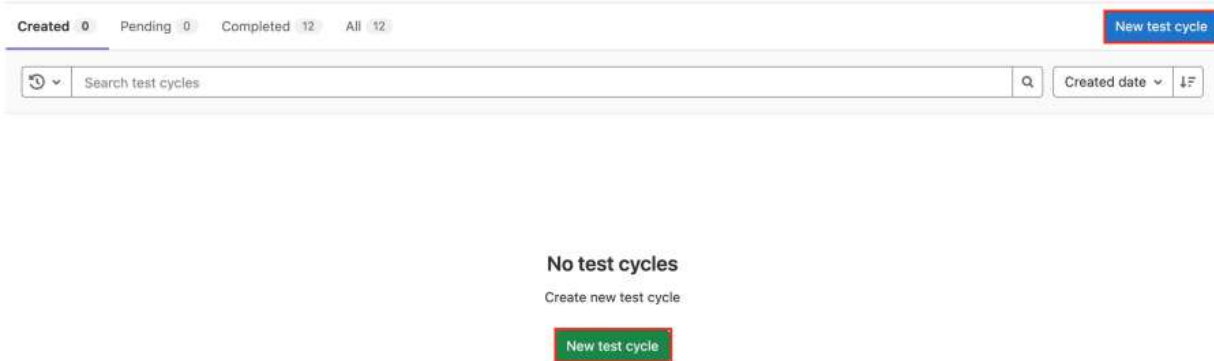 Created 0 Pending 0 Completed 12 All 12 New test cycle
Search test cycles Created date
No test cycles
Create new test cycle
New test cycle